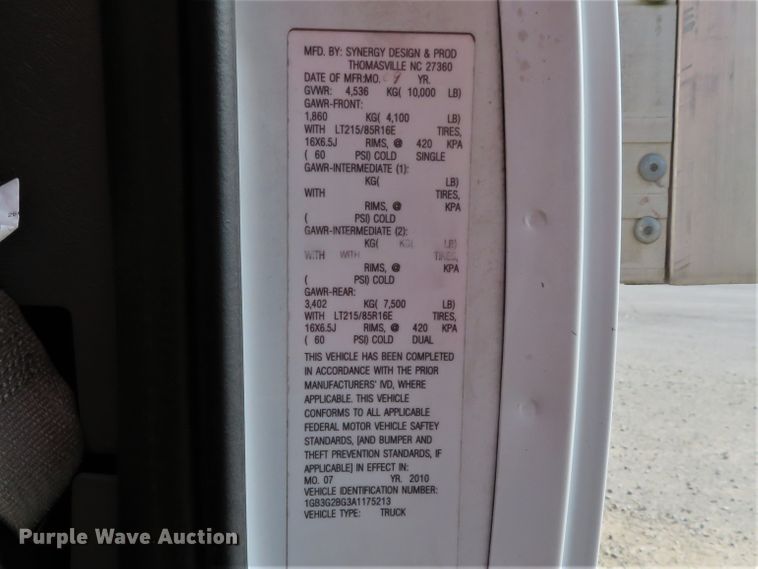 MFD. BY: SYNERGY DESIGN & PROD
THOMASVILLE NC 27360
DATE OF MFR:MO. YR.
GVWR: 4,536 KG( 10,000 LB)
GAWR-FRONT:
1,860 KG( 4,100 LB)
WITH LT215/85R16E TIRES,
16X6.5J RIMS, @ 420 KPA
( 60 PSI) COLD SINGLE
GAWR-INTERMEDIATE (1):
KG( LB)
WITH TIRES,
RIMS, @ KPA
( PSI) COLD
GAWR-INTERMEDIATE (2):
KG( KG( LB)
WITH WITH TIRES,
RIMS, @ KPA
( PSI) COLD
GAWR-REAR:
3,402 KG( 7,500 LB)
WITH LT215/85R16E TIRES,
16X6.5J RIMS, @ 420 KPA
( 60 PSI) COLD DUAL
THIS VEHICLE HAS BEEN COMPLETED
IN ACCORDANCE WITH THE PRIOR
MANUFACTURERS' IVD, WHERE
APPLICABLE. THIS VEHICLE
CONFORMS TO ALL APPLICABLE
FEDERAL MOTOR VEHICLE SAFTEY
STANDARDS, [AND BUMPER AND
THEFT PREVENTION STANDARDS, IF
APPLICABLE] IN EFFECT IN:
MO. 07 YR. 2010
VEHICLE IDENTIFICATION NUMBER:
1GB3G2BG3A1175213
VEHICLE TYPE: TRUCK
Purple Wave Auction